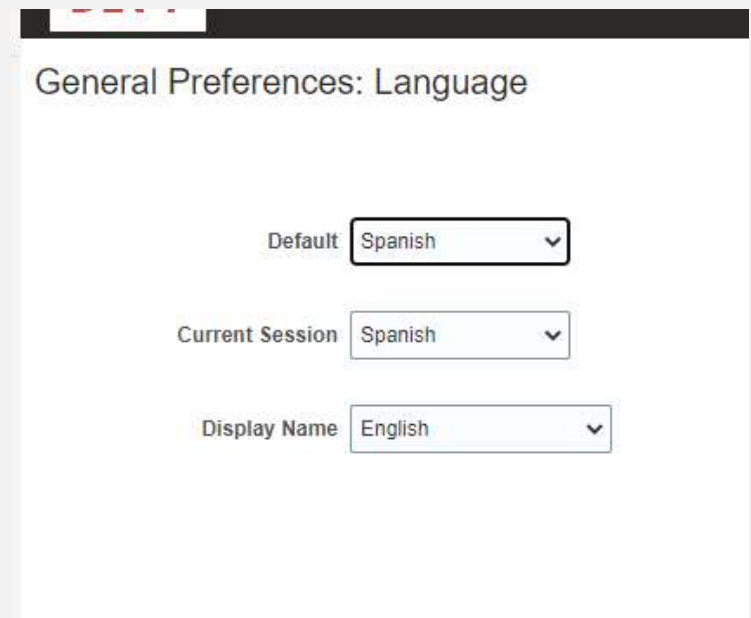 General Preferences: Language
Default Spanish
Current Session Spanish
Display Name English